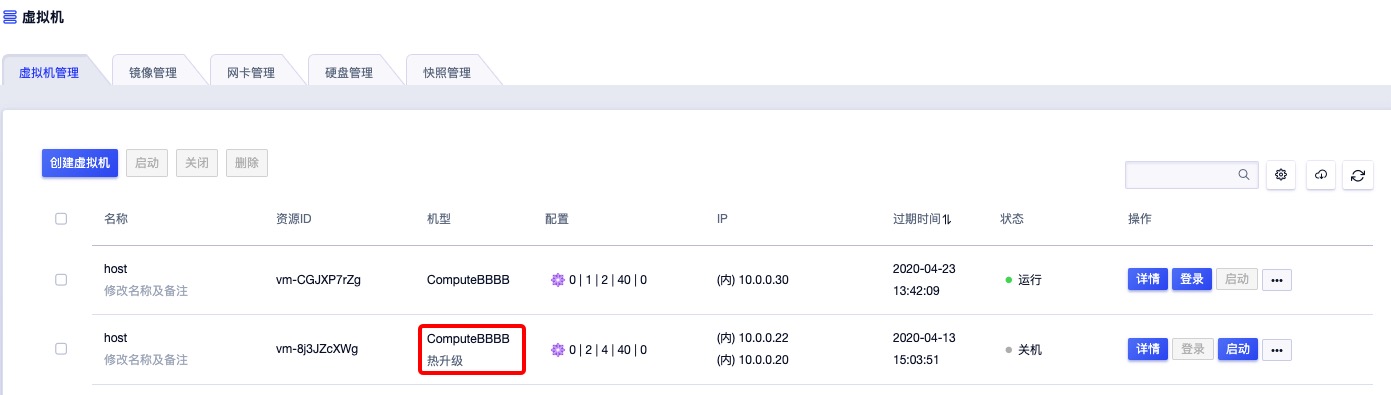 虚拟机
虚拟机管理 镜像管理 网卡管理 硬盘管理 快照管理
创建虚拟机 启动 关闭 删除
名称 资源ID 机型 配置 IP 过期时间 状态 操作
host
修改名称及备注
vm-CGJXP7rZg
ComputeBBBB
0 | 1 | 2 | 40 | 0
(内) 10.0.0.30
2020-04-23
13:42:09
运行
详情 登录 启动 •••
host
修改名称及备注
vm-8j3JZcXWg
ComputeBBBB
热升级
0 | 2 | 4 | 40 | 0
(内) 10.0.0.22
(内) 10.0.0.20
2020-04-13
15:03:51
关机
详情 登录 启动 •••